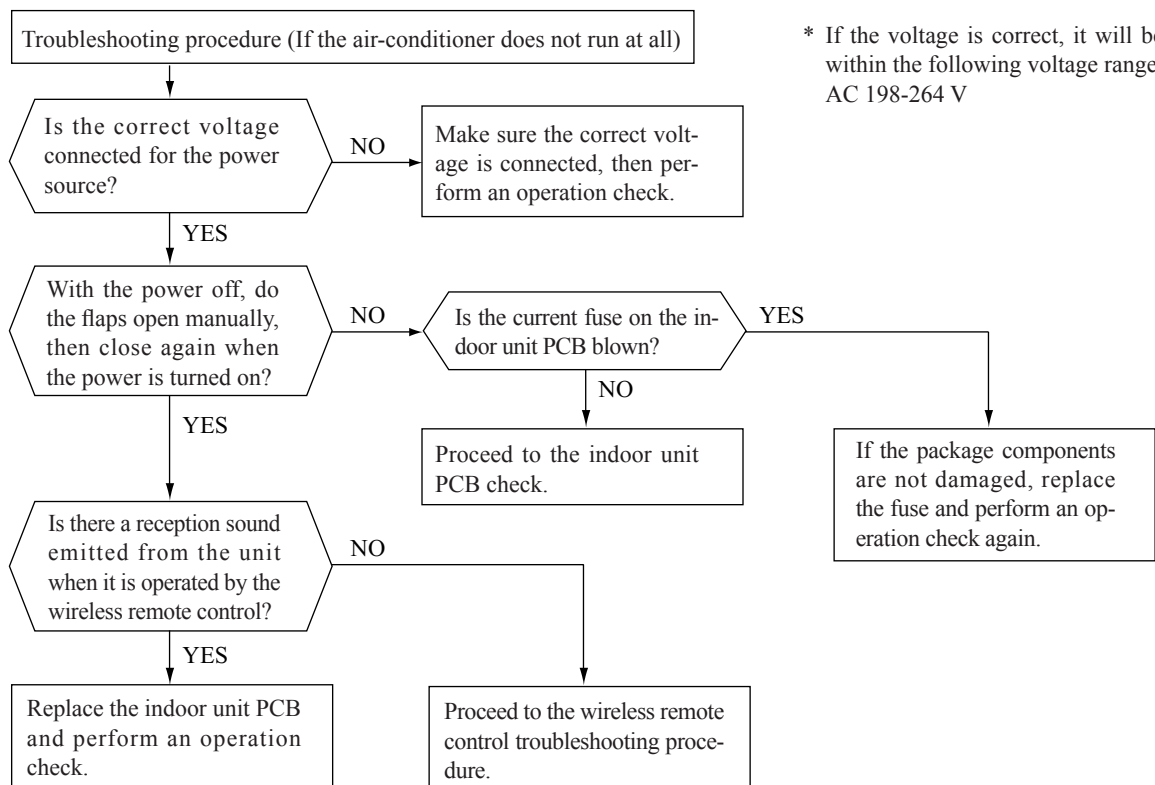 Troubleshooting procedure (If the air-conditioner does not run at all)
* If the voltage is correct, it will be
within the following voltage range
AC 198-264 V
Is the correct voltage
connected for the power
source?
NO
Make sure the correct volt-
age is connected, then per-
form an operation check.
YES
With the power off, do
the flaps open manually,
then close again when
the power is turned on?
NO
Is the current fuse on the in-
door unit PCB blown?
YES
NO
YES
Proceed to the indoor unit
PCB check.
If the package components
are not damaged, replace
the fuse and perform an op-
eration check again.
Is there a reception sound
emitted from the unit
when it is operated by the
wireless remote control?
NO
YES
Replace the indoor unit PCB
and perform an operation
check.
Proceed to the wireless remote
control troubleshooting proce-
dure.